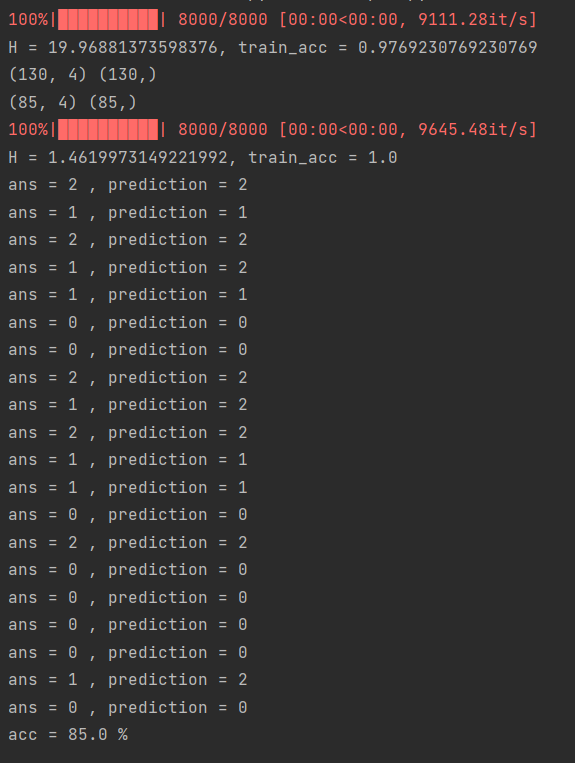 100%|██████████| 8000/8000 [00:00<00:00, 9111.28it/s]
H = 19.96881373598376, train_acc = 0.9769230769230769
(130, 4) (130,)
(85, 4) (85,)
100%|██████████| 8000/8000 [00:00<00:00, 9645.48it/s]
H = 1.4619973149221992, train_acc = 1.0
ans = 2 , prediction = 2
ans = 1 , prediction = 1
ans = 2 , prediction = 2
ans = 1 , prediction = 2
ans = 1 , prediction = 1
ans = 0 , prediction = 0
ans = 0 , prediction = 0
ans = 2 , prediction = 2
ans = 1 , prediction = 2
ans = 2 , prediction = 2
ans = 1 , prediction = 1
ans = 1 , prediction = 1
ans = 0 , prediction = 0
ans = 2 , prediction = 2
ans = 0 , prediction = 0
ans = 0 , prediction = 0
ans = 0 , prediction = 0
ans = 0 , prediction = 0
ans = 1 , prediction = 2
ans = 0 , prediction = 0
acc = 85.0 %